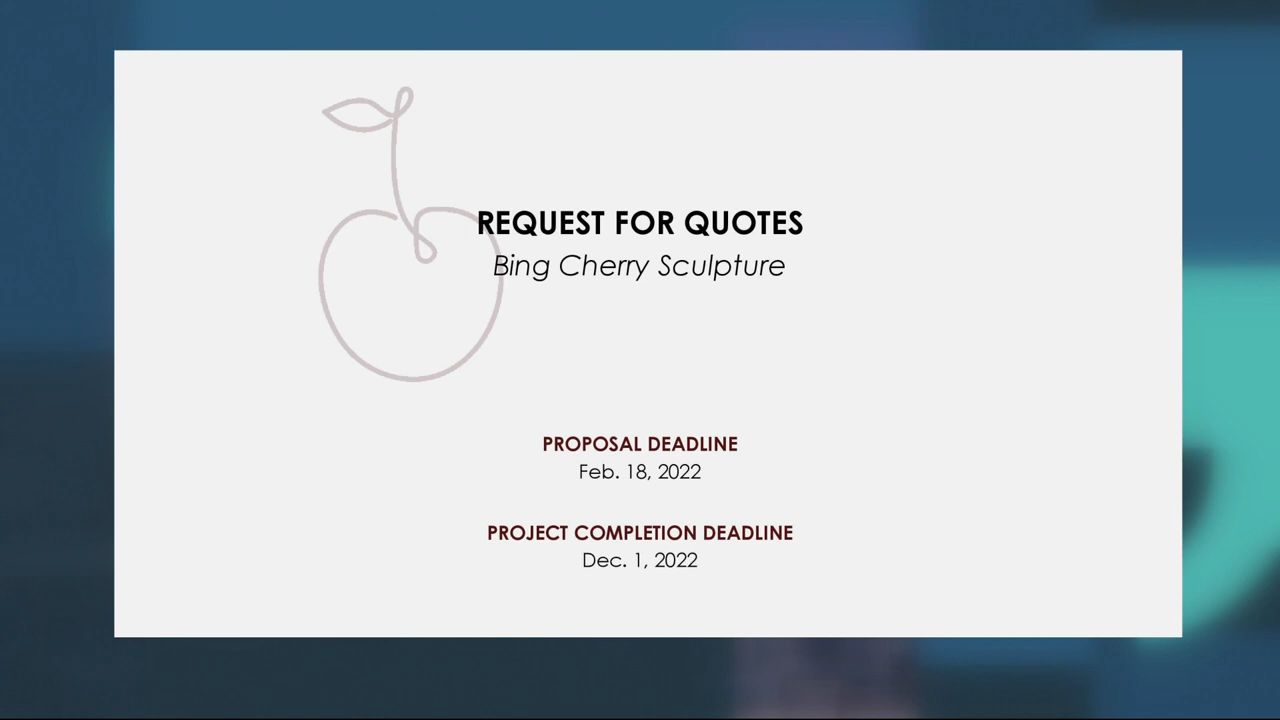 REQUEST FOR QUOTES
Bing Cherry Sculpture
PROPOSAL DEADLINE
Feb. 18, 2022
PROJECT COMPLETION DEADLINE
Dec. 1, 2022